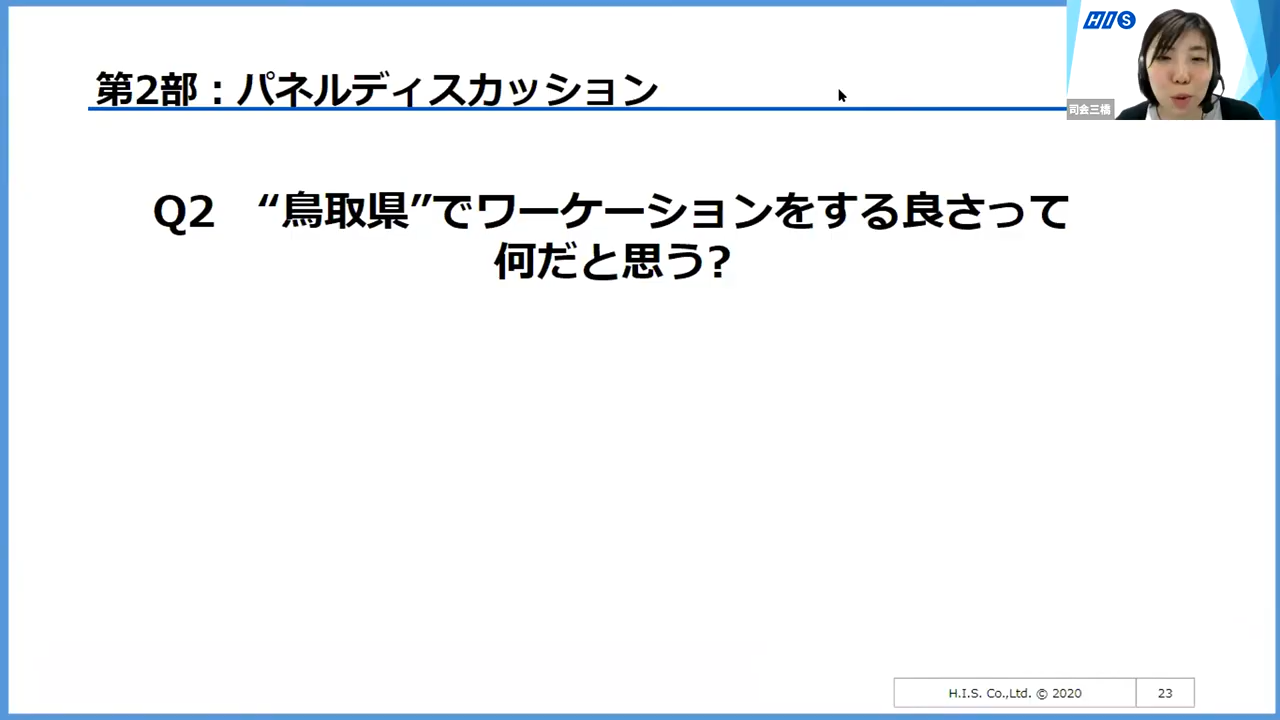 HIS
司会三橋
第2部：パネルディスカッション
Q2 “鳥取県”でワーケーションをする良さって
何だと思う?
H.I.S. Co.,Ltd. © 2020
23